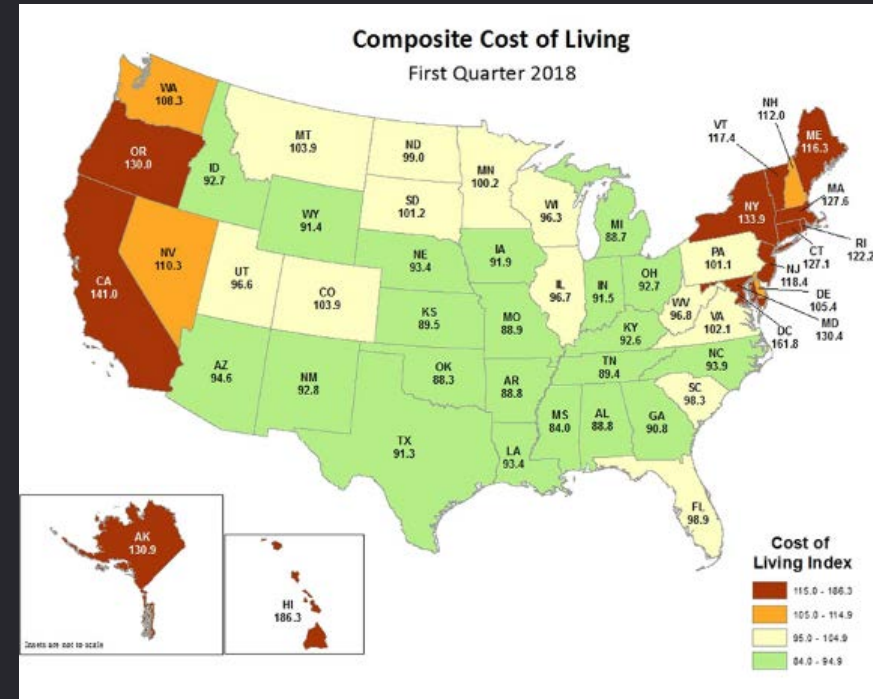 Composite Cost of Living
First Quarter 2018
WA
108.3
OR
130.0
CA
141.0
NV
110.3
ID
92.7
MT
103.9
WY
91.4
UT
96.6
CO
103.9
AZ
94.6
NM
92.8
ND
99.0
SD
101.2
NE
93.4
KS
89.5
OK
88.3
TX
91.3
MN
100.2
IA
91.9
MO
88.9
AR
88.8
LA
93.4
WI
96.3
IL
96.7
MI
88.7
IN
91.5
OH
92.7
KY
92.6
TN
89.4
MS
84.0
AL
88.8
GA
90.8
FL
98.9
SC
98.3
NC
93.9
VA
102.1
WV
96.8
PA
101.1
NY
133.9
VT
117.4
NH
112.0
ME
116.3
MA
127.6
RI
122.2
CT
127.1
NJ
118.4
DE
105.4
MD
130.4
DC
161.8
AK
130.9
Insets are not to scale
HI
186.3
Cost of
Living Index
115.0 - 186.3
105.0 - 114.9
95.0 - 104.9
84.0 - 94.9